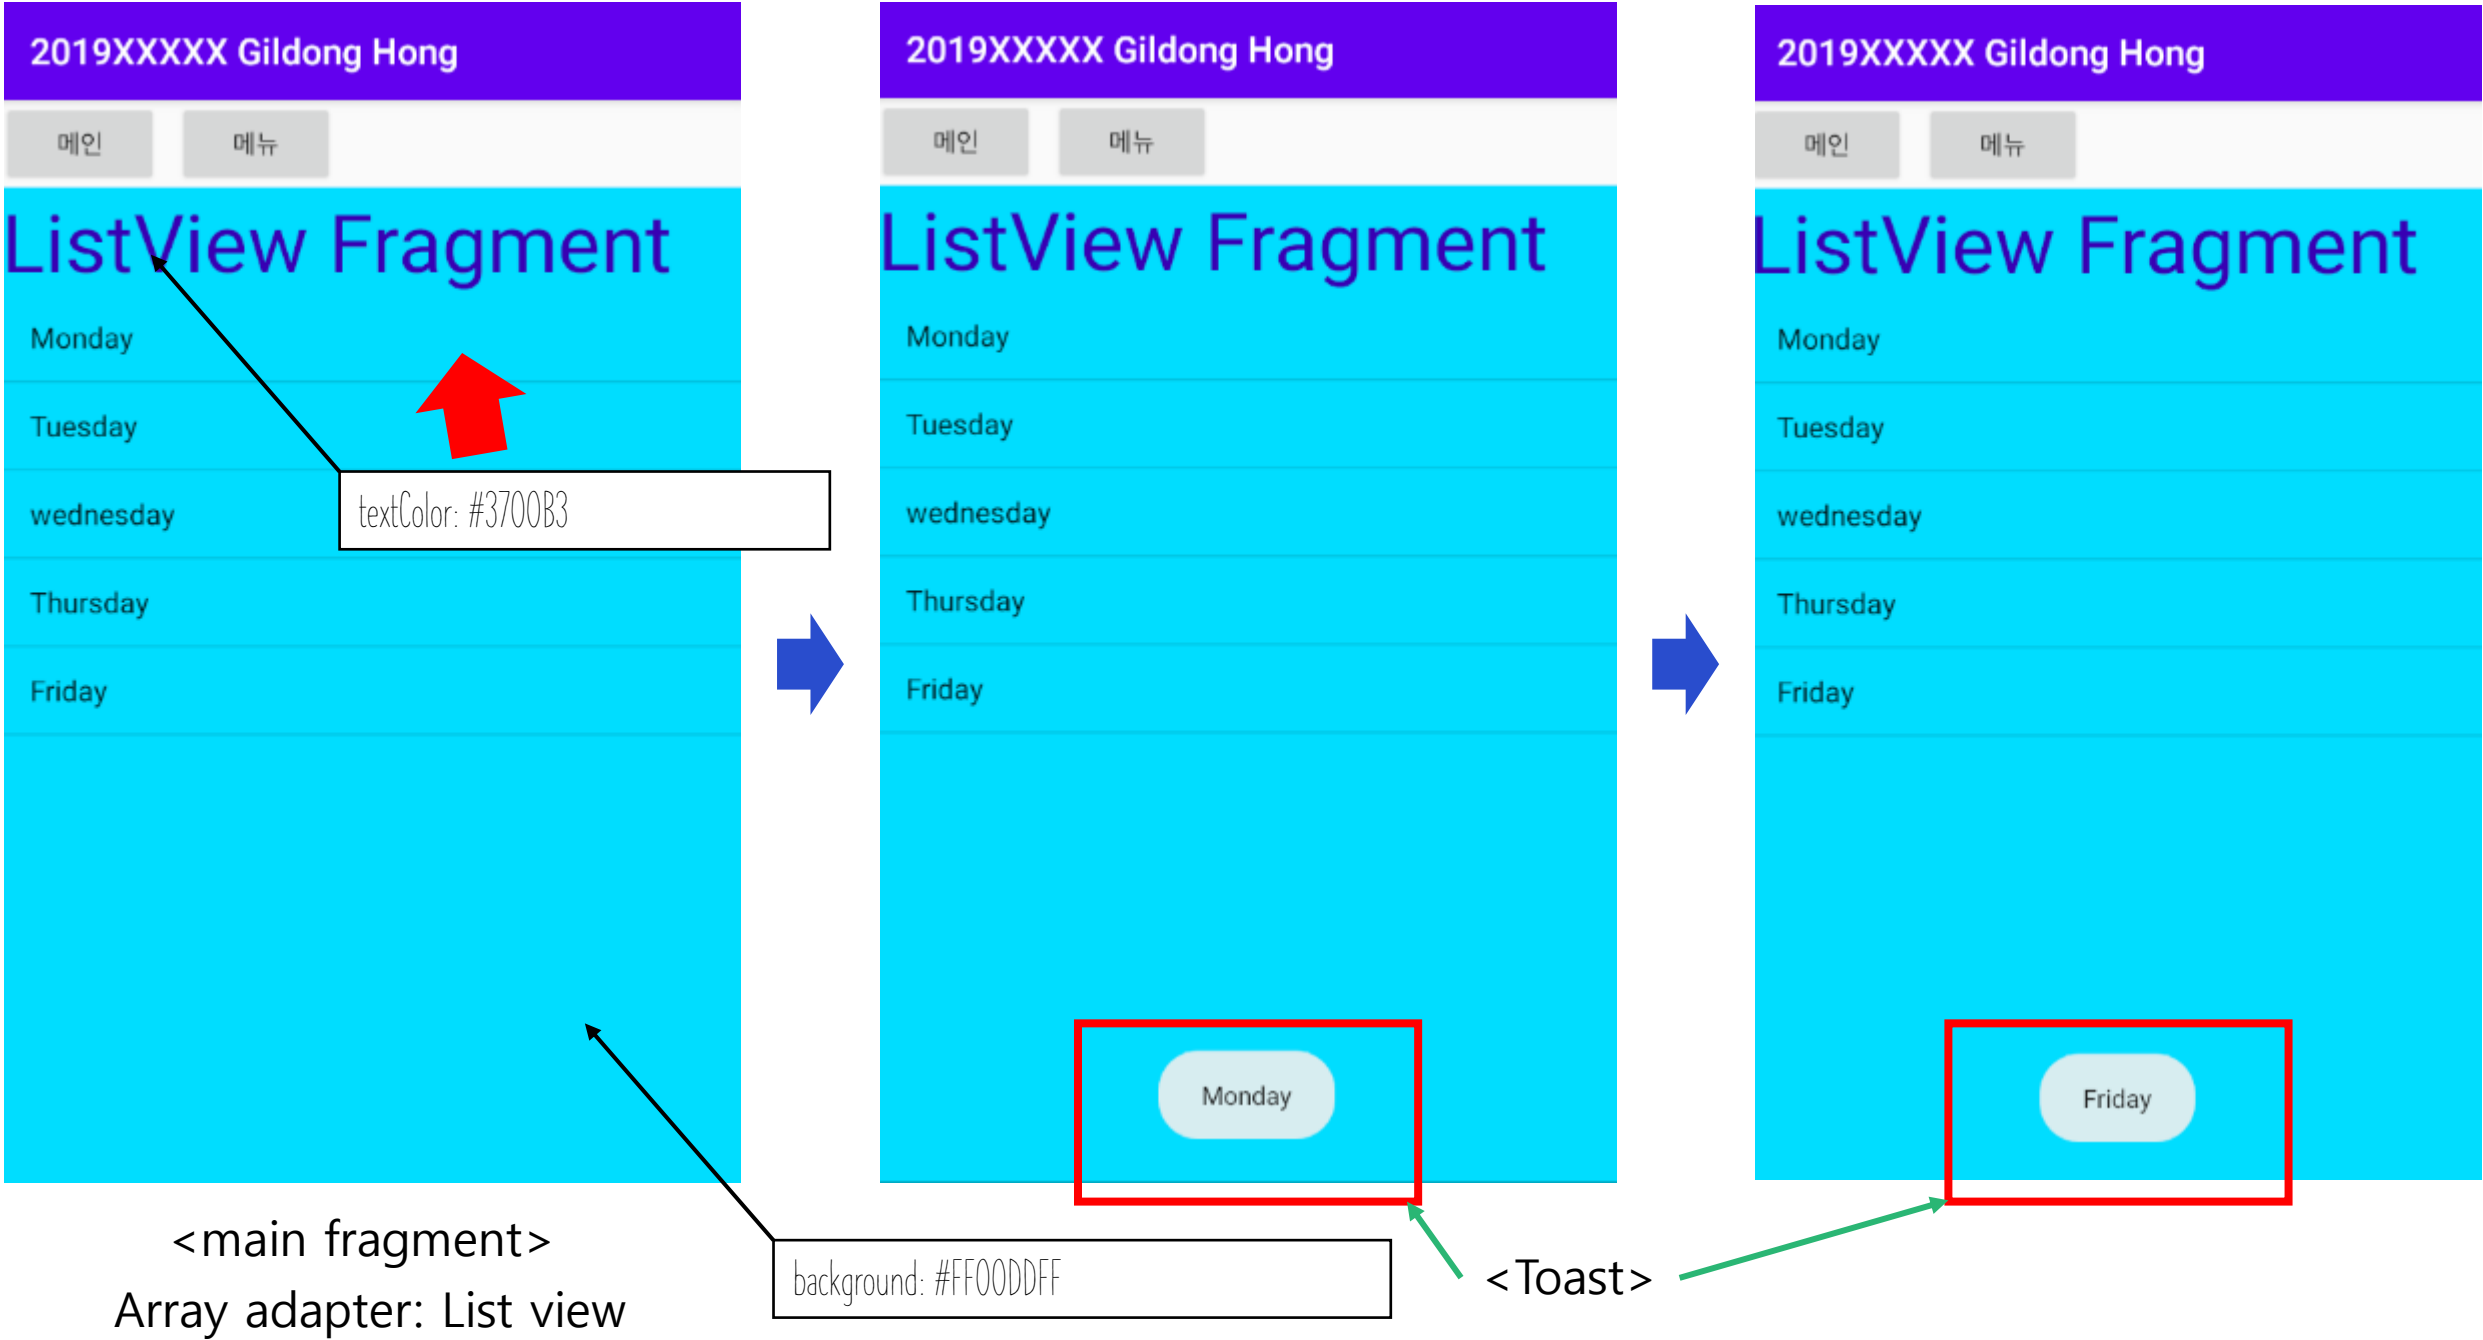 2019XXXXX Gildong Hong
메인 메뉴
ListView Fragment
Monday
Tuesday
wednesday
Thursday
Friday
textColor: #3700B3
<main fragment>
Array adapter: List view
background: #FF00DDFF
2019XXXXX Gildong Hong
메인 메뉴
ListView Fragment
Monday
Tuesday
wednesday
Thursday
Friday
Monday
<Toast>
2019XXXXX Gildong Hong
메인 메뉴
ListView Fragment
Monday
Tuesday
wednesday
Thursday
Friday
Friday